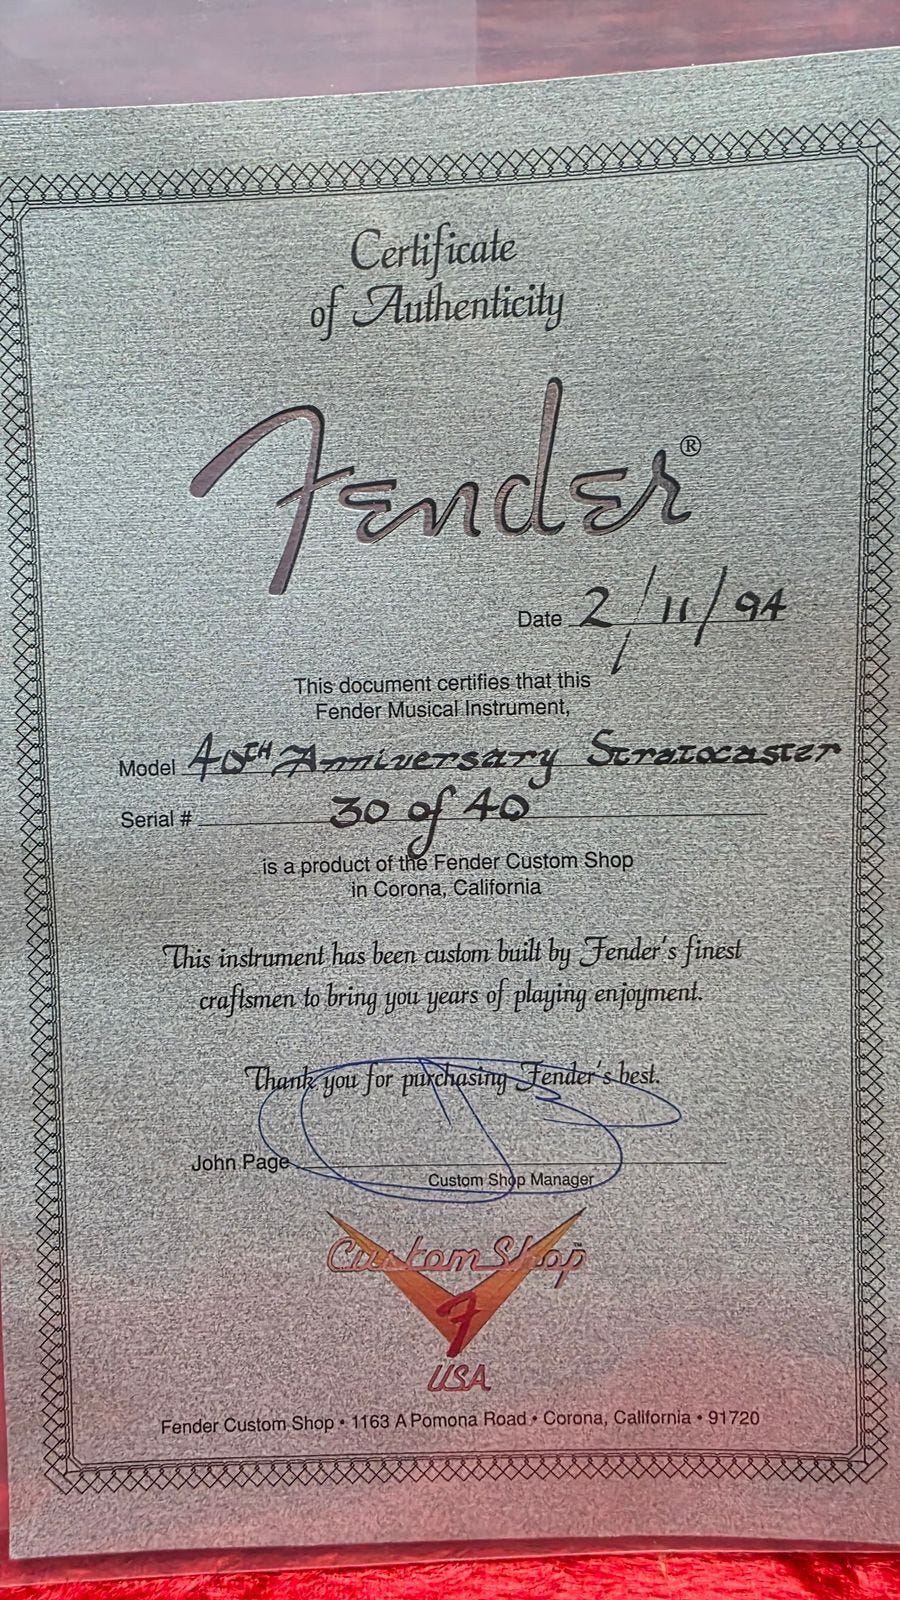 Certificate
of Authenticity
Fender®
Date 2/11/94
This document certifies that this
Fender Musical Instrument,
Model 40TH Anniversary Stratocaster
Serial # 30 of 40
is a product of the Fender Custom Shop
in Corona, California
This instrument has been custom built by Fender's finest
craftsmen to bring you years of playing enjoyment.
Thank you for purchasing Fender's best.
John Page
Custom Shop Manager
Custom Shop™
F
USA
Fender Custom Shop • 1163 A Pomona Road • Corona, California • 91720